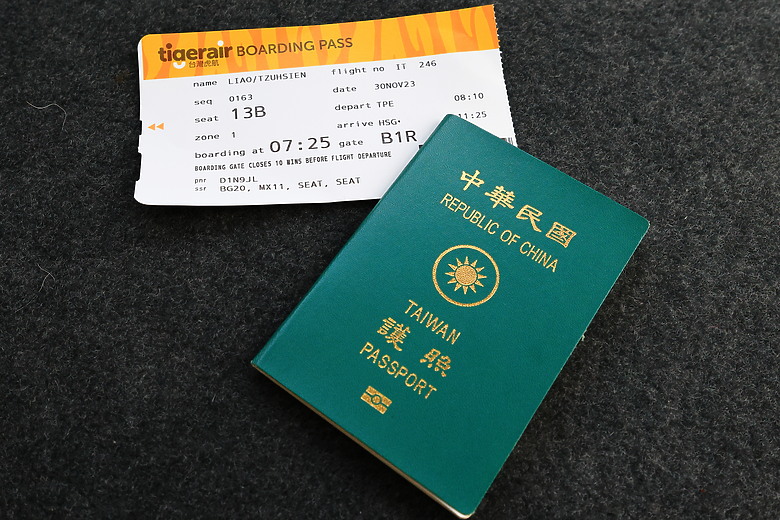 tigerair BOARDING PASS
台灣虎航
name LIAO/TZUHSIEN flight no IT 246
seq 0163 date 30NOV23
seat 13B depart TPE 08:10
zone 1 arrive HSG* 11:25
boarding at 07:25 gate B1R
BOARDING GATE CLOSES 10 MINS BEFORE FLIGHT DEPARTURE
pnr D1N9JL
ssr BG20, MX11, SEAT, SEAT
中華民國
REPUBLIC OF CHINA
TAIWAN
護照
PASSPORT